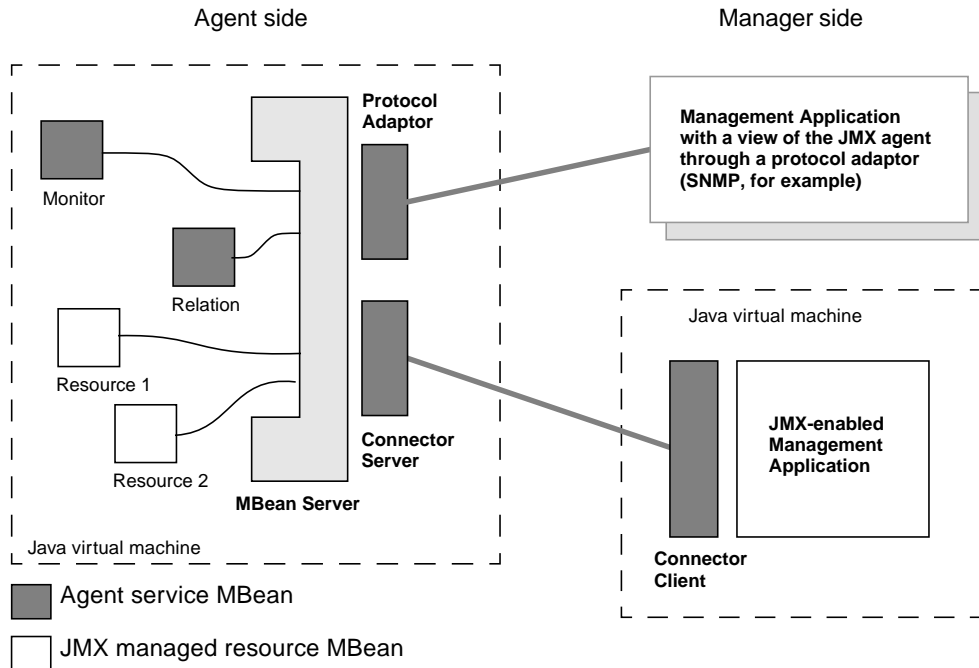 Agent side
Manager side
Protocol
Adaptor
Management Application
with a view of the JMX agent
through a protocol adaptor
(SNMP, for example)
Monitor
Relation
Java virtual machine
Resource 1
JMX-enabled
Management
Application
Connector
Server
Resource 2
MBean Server
Java virtual machine
Connector
Client
Agent service MBean
JMX managed resource MBean